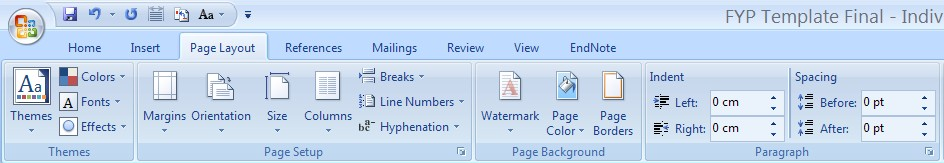 FYP Template Final - Indiv
Home Insert Page Layout References Mailings Review View EndNote
Aa Colors Breaks Indent Spacing
A Fonts Line Numbers Left: 0 cm Before: 0 pt
Themes Effects Margins Orientation Size Columns a- bc Hyphenation Watermark Page Color Page Borders Right: 0 cm After: 0 pt
Themes Page Setup Page Background Paragraph